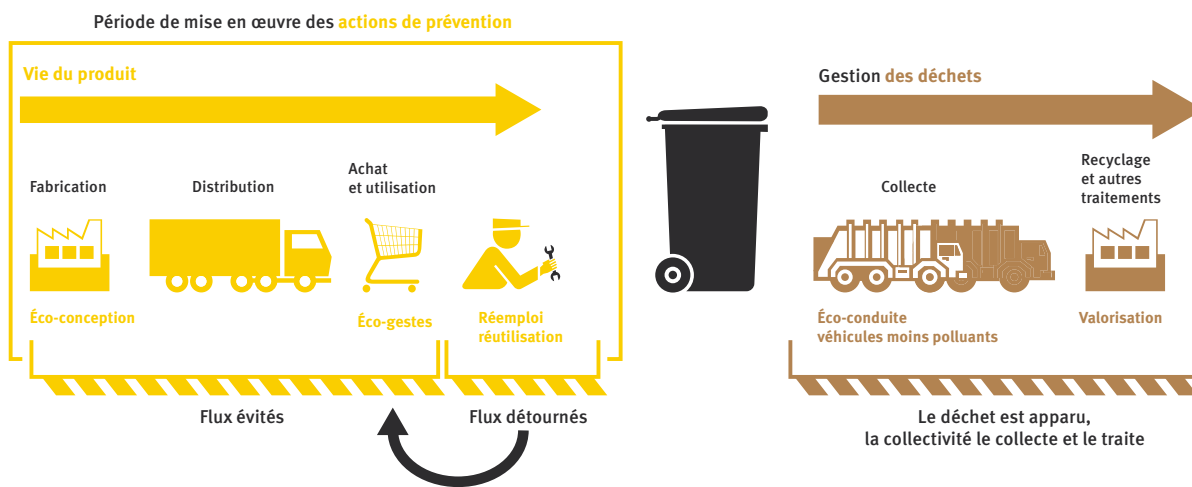 Période de mise en œuvre des actions de prévention
Vie du produit
Fabrication
Distribution
Achat
et utilisation
Éco-conception
Éco-gestes
Réemploi
réutilisation
Flux évités
Flux détournés
Gestion des déchets
Collecte
Recyclage
et autres
traitements
Éco-conduite
véhicules moins polluants
Valorisation
Le déchet est apparu,
la collectivité le collecte et le traite